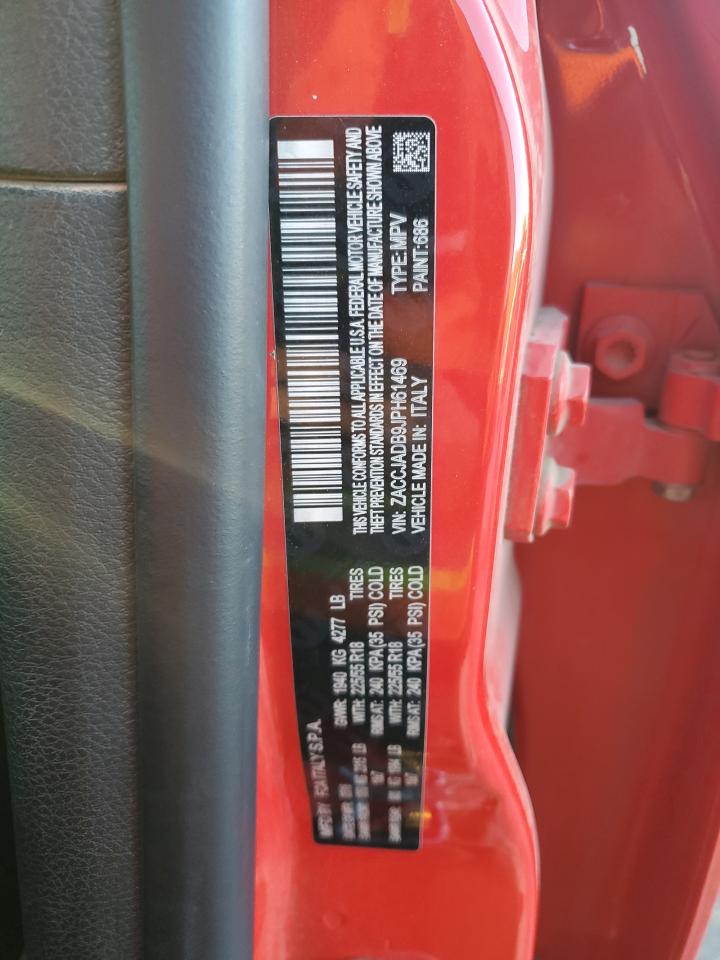 MFG BY FCA ITALY S.P.A.
GVWR: 1940 KG 4277 LB
WITH: 225/55 R18 TIRES
RIMS AT: 240 KPA(35 PSI) COLD
WITH: 225/55 R18 TIRES
RIMS AT: 240 KPA(35 PSI) COLD
THIS VEHICLE CONFORMS TO ALL APPLICABLE U.S.A. FEDERAL MOTOR VEHICLE SAFETY AND
THEFT PREVENTION STANDARDS IN EFFECT ON THE DATE OF MANUFACTURE SHOWN ABOVE
VIN: ZACCJADB9JPH61469 TYPE: MPV
VEHICLE MADE IN: ITALY PAINT:686